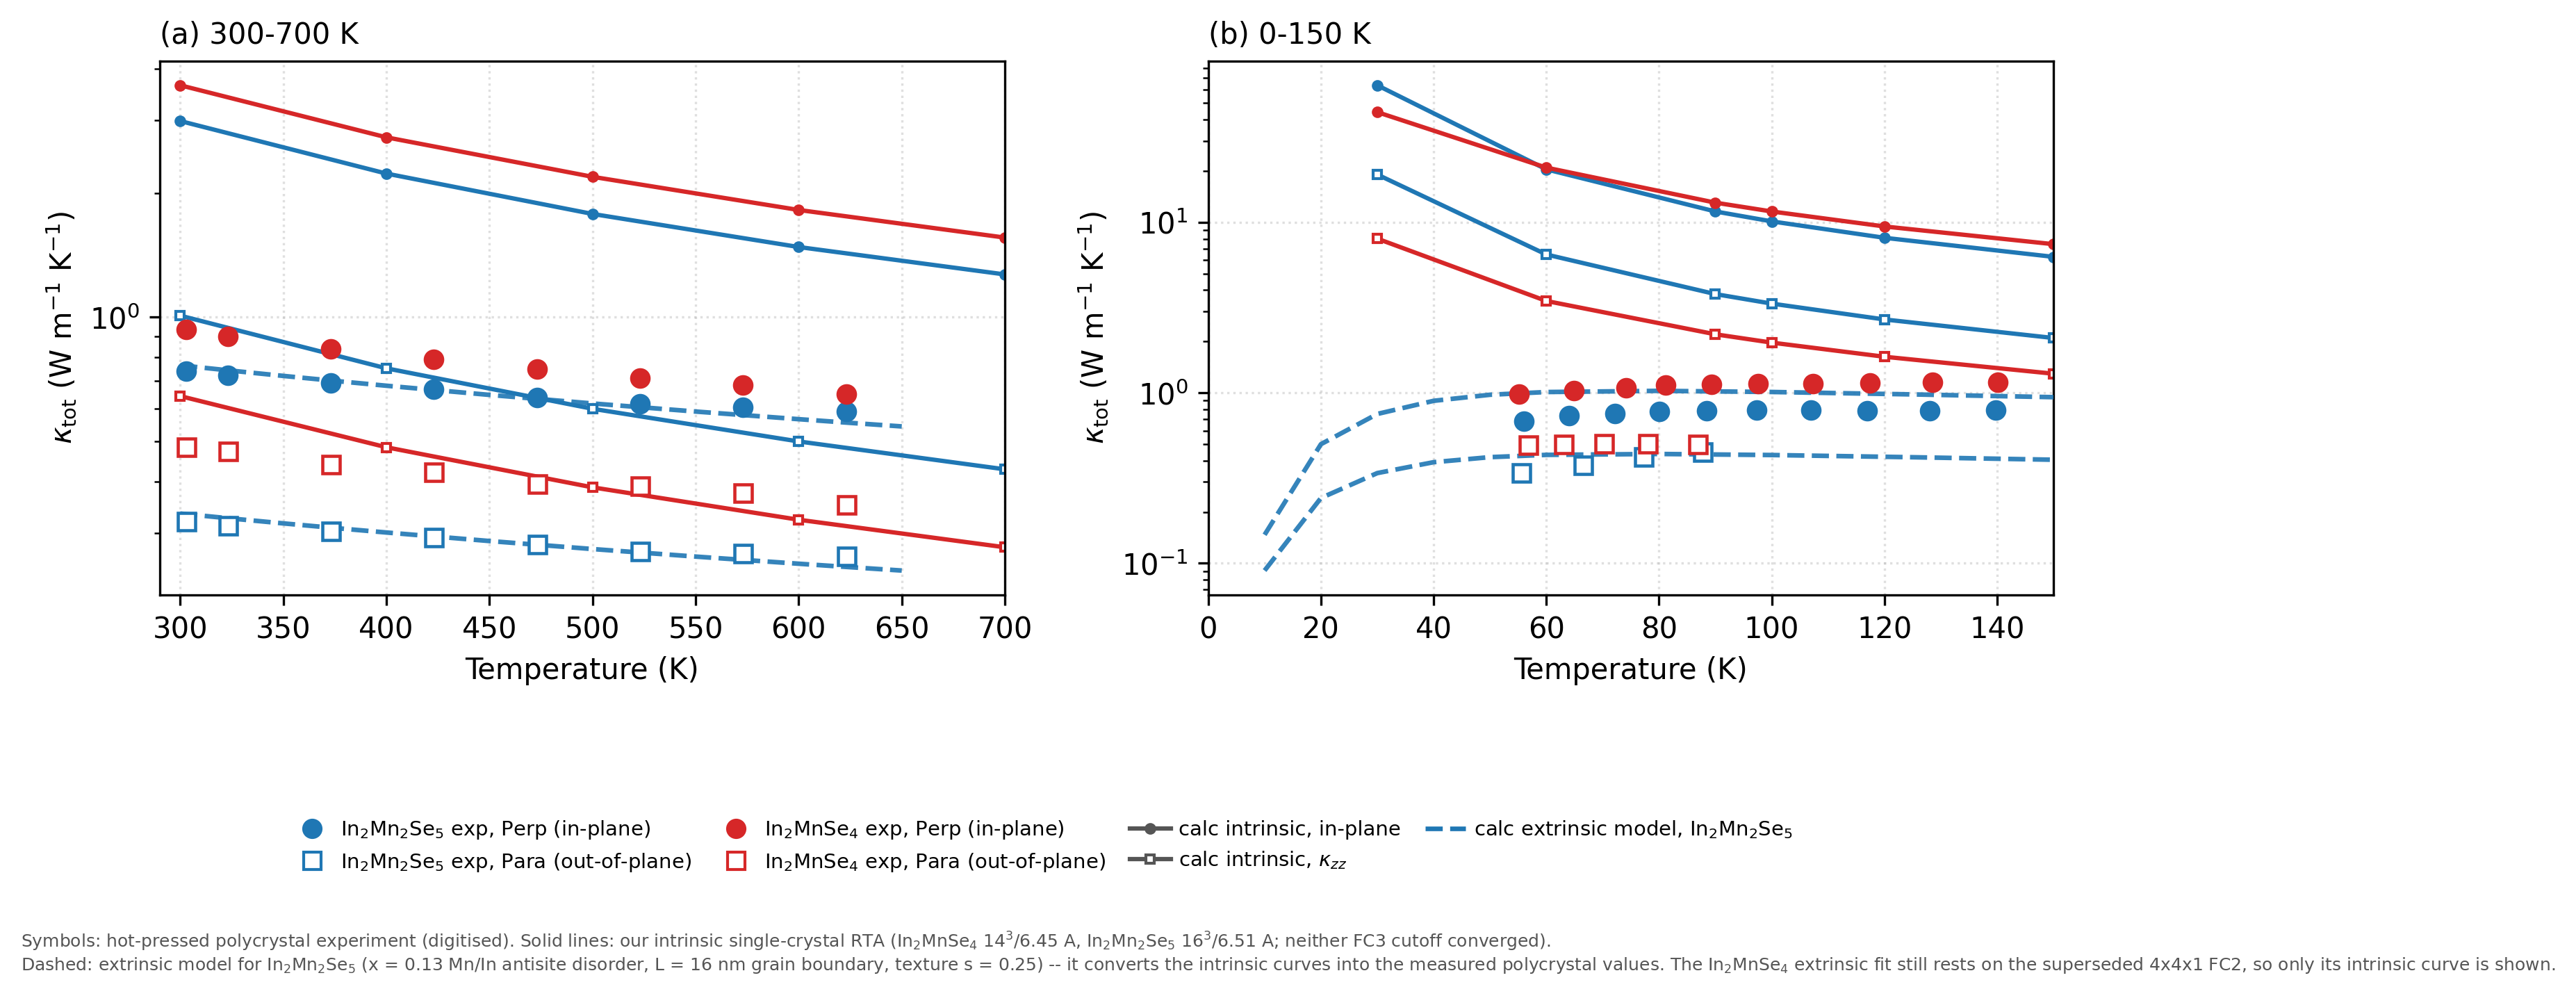 (a) 300-700 K
κtot (W m⁻¹ K⁻¹)
10⁰
300 350 400 450 500 550 600 650 700
Temperature (K)
(b) 0-150 K
κtot (W m⁻¹ K⁻¹)
10¹
10⁰
10⁻¹
0 20 40 60 80 100 120 140
Temperature (K)
In₂Mn₂Se₅ exp, Perp (in-plane)
In₂Mn₂Se₅ exp, Para (out-of-plane)
In₂MnSe₄ exp, Perp (in-plane)
In₂MnSe₄ exp, Para (out-of-plane)
calc intrinsic, in-plane
calc intrinsic, κzz
calc extrinsic model, In₂Mn₂Se₅
Symbols: hot-pressed polycrystal experiment (digitised). Solid lines: our intrinsic single-crystal RTA (In₂MnSe₄ 14³/6.45 A, In₂Mn₂Se₅ 16³/6.51 A; neither FC3 cutoff converged).
Dashed: extrinsic model for In₂Mn₂Se₅ (x = 0.13 Mn/In antisite disorder, L = 16 nm grain boundary, texture s = 0.25) -- it converts the intrinsic curves into the measured polycrystal values. The In₂MnSe₄ extrinsic fit still rests on the superseded 4x4x1 FC2, so only its intrinsic curve is shown.